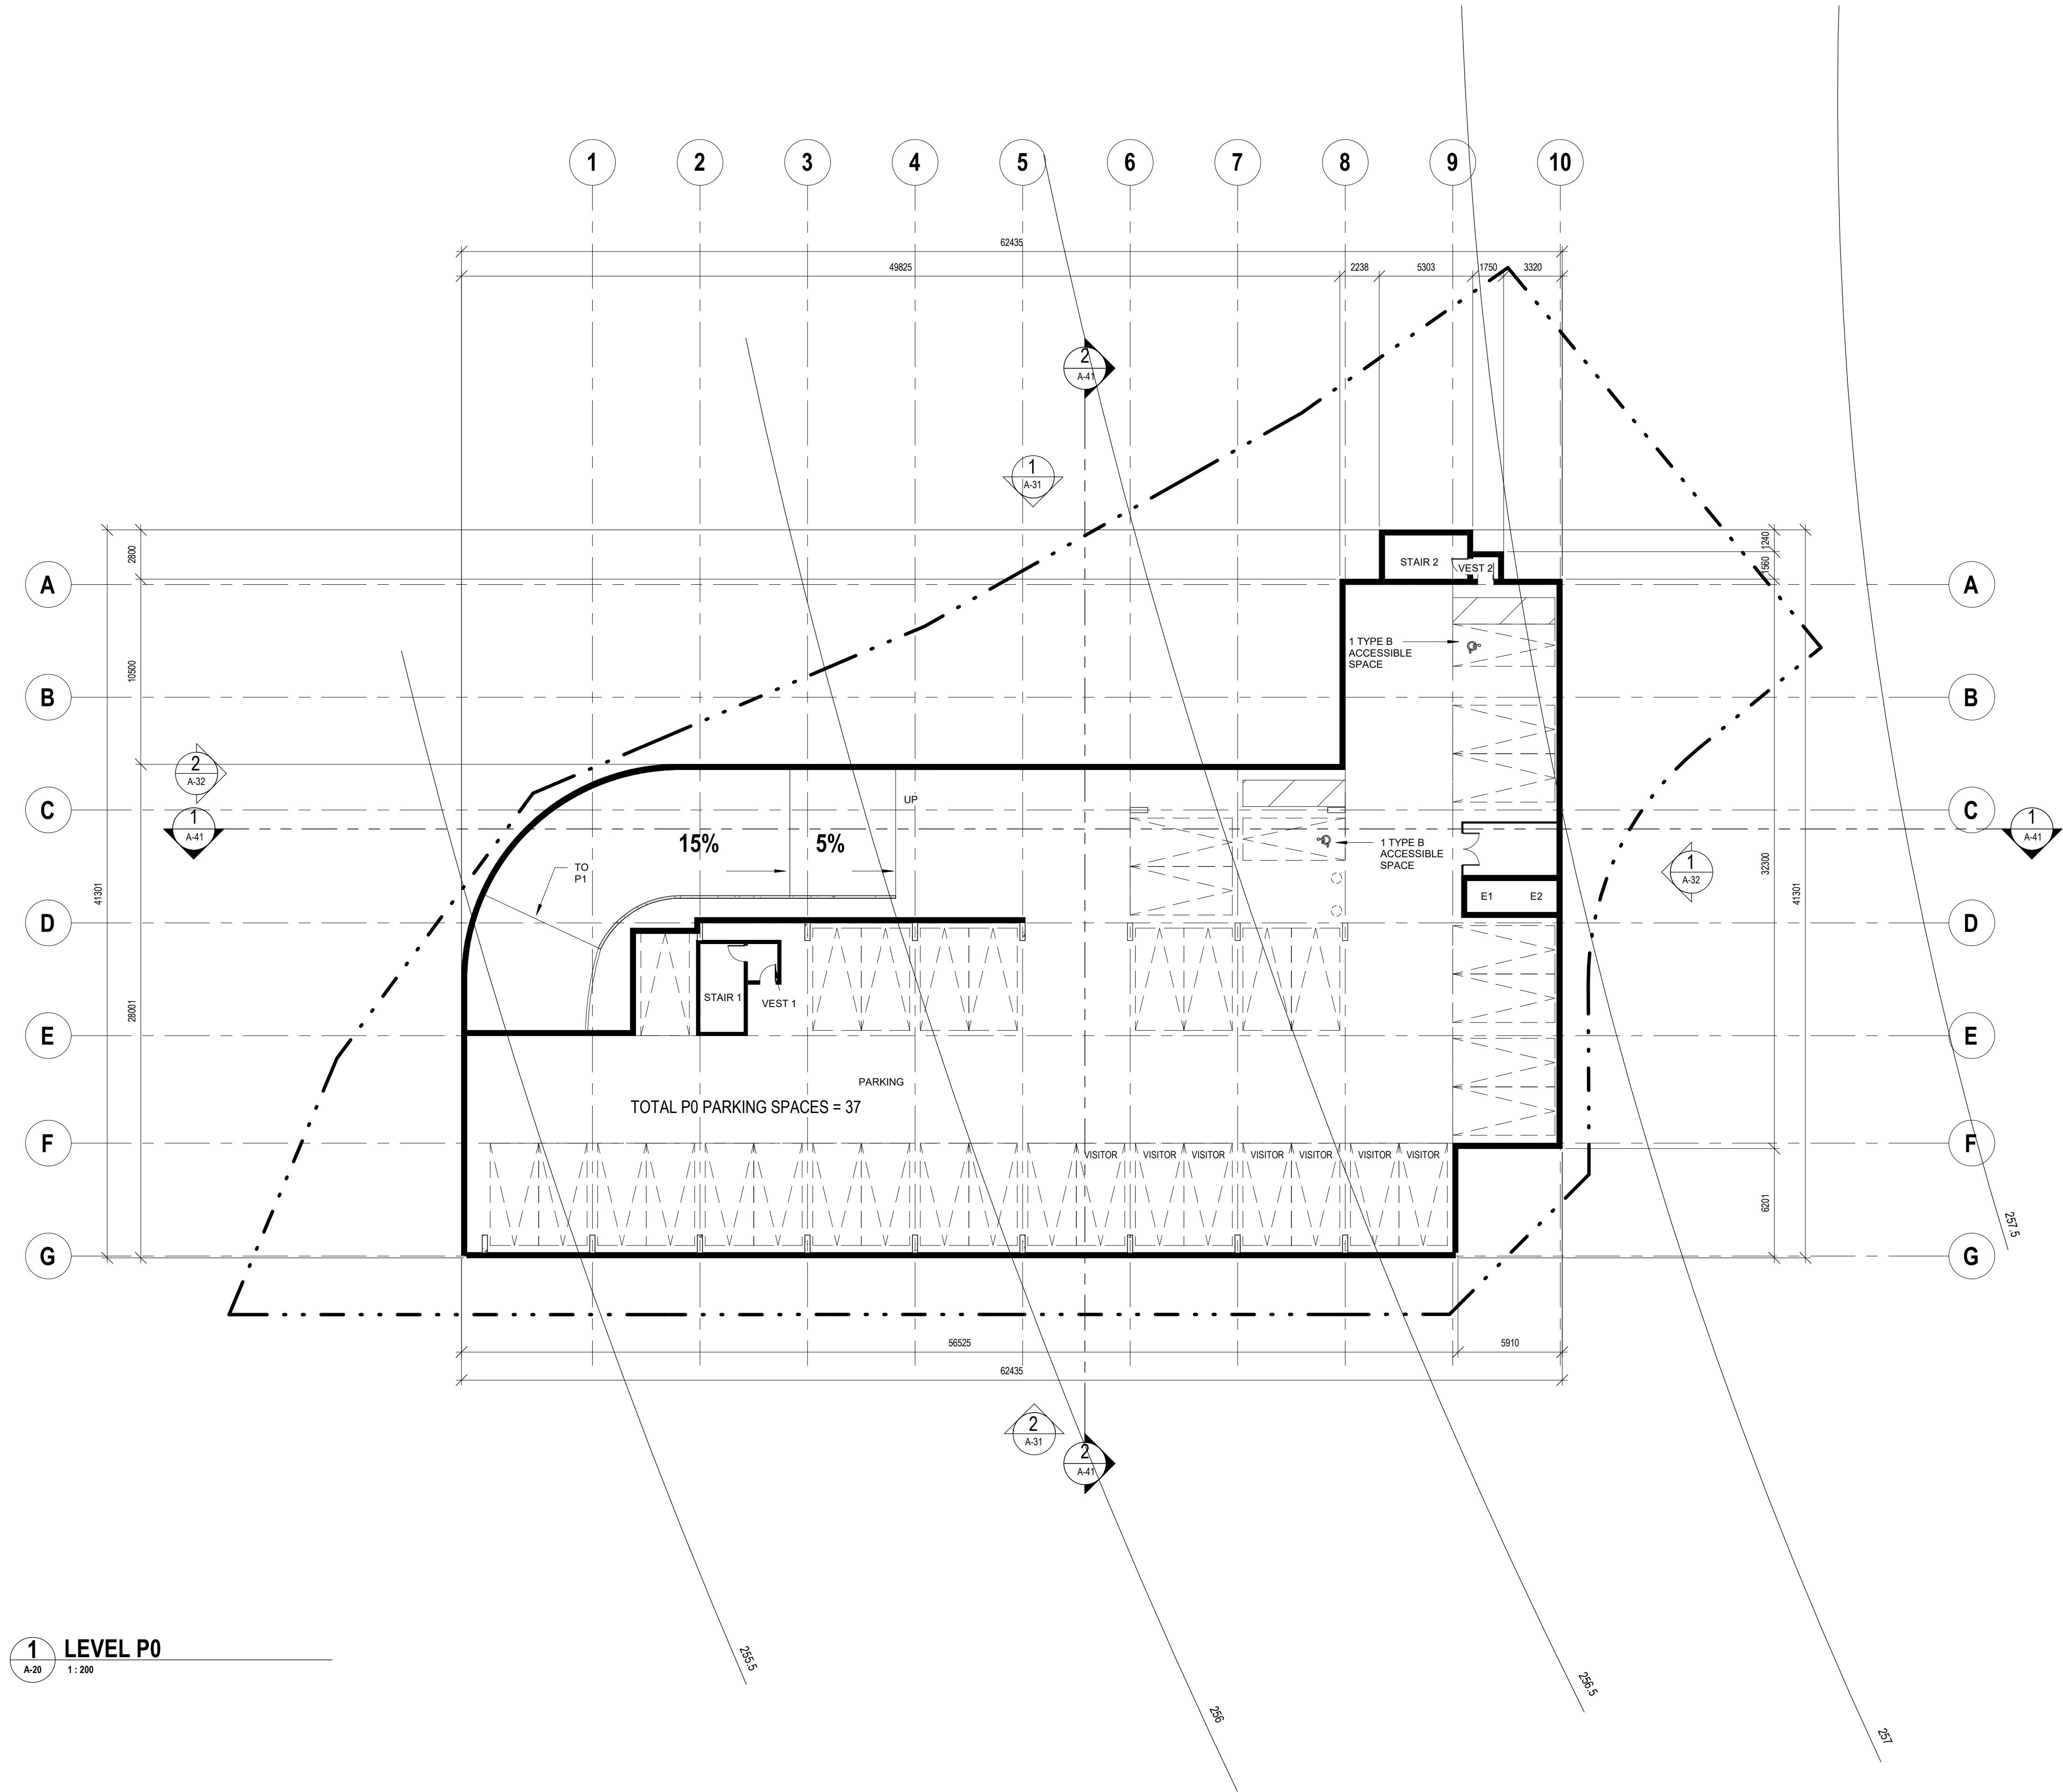 1 2 3 4 5 6 7 8 9 10
62435
49825 2238 5303 1750 3320
2
A-41
1
A-31
2800
1240
1560
STAIR 2
VEST 2
A A
1 TYPE B
ACCESSIBLE
SPACE
10500
B B
2
A-32
C C
1
A-41
1
A-41
UP
15% 5%
1 TYPE B
ACCESSIBLE
SPACE
TO
P1
32300
1
A-32
41301
41301
E1 E2
D D
28001
STAIR 1
VEST 1
E E
PARKING
TOTAL P0 PARKING SPACES = 37
F F
VISITOR VISITOR VISITOR VISITOR VISITOR VISITOR VISITOR
6201
257.5
G G
56525 5910
62435
2
A-31
2
A-41
1
A-20
LEVEL P0
1 : 200
255.5
256
256.5
257